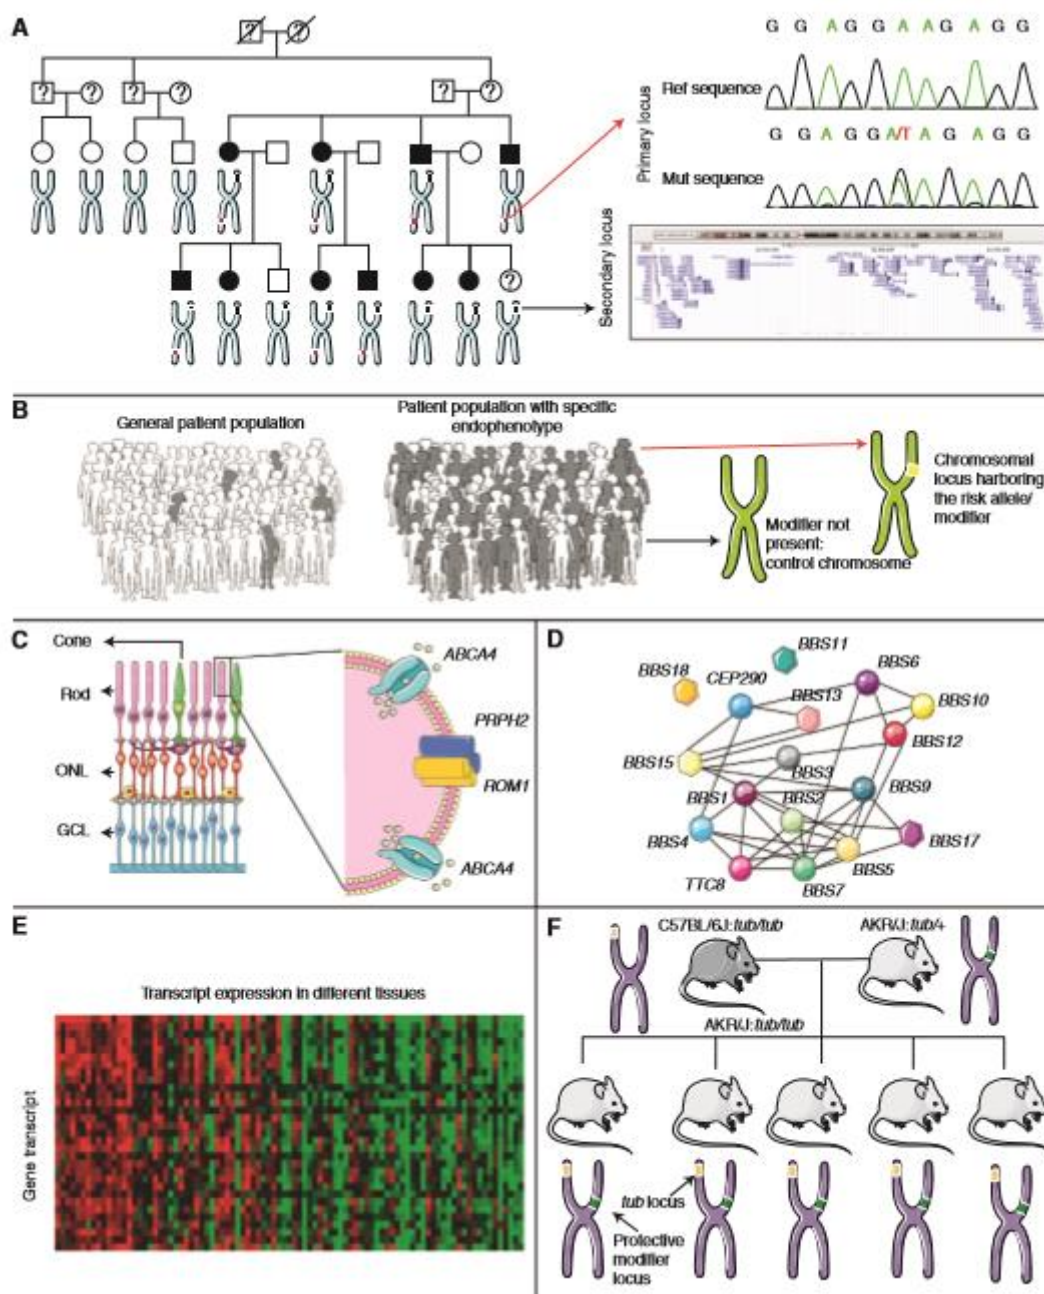 A
? ?
? ? ? ? ? ?
?
Primary locus
G G A G G A A G A G G
Ref sequence
G G A G G A/T A G A G G
Mut sequence
Secondary locus
B
General patient population
Patient population with specific
endophenotype
Modifier not
present:
control chromosome
Chromosomal
locus harboring
the risk allele/
modifier
C
Cone
Rod
ONL
GCL
ABCA4
PRPH2
ROM1
ABCA4
D
BBS11
BBS6
BBS18
CEP290
BBS13
BBS10
BBS12
BBS15
BBS3
BBS1
BBS2
BBS9
BBS4
BBS17
BBS5
TTC8
BBS7
E
Transcript expression in different tissues
Gene transcript
F
C57BL/6J: tub/tub
AKR/J: tub/+
AKR/J: tub/tub
tub locus
Protective
modifier
locus